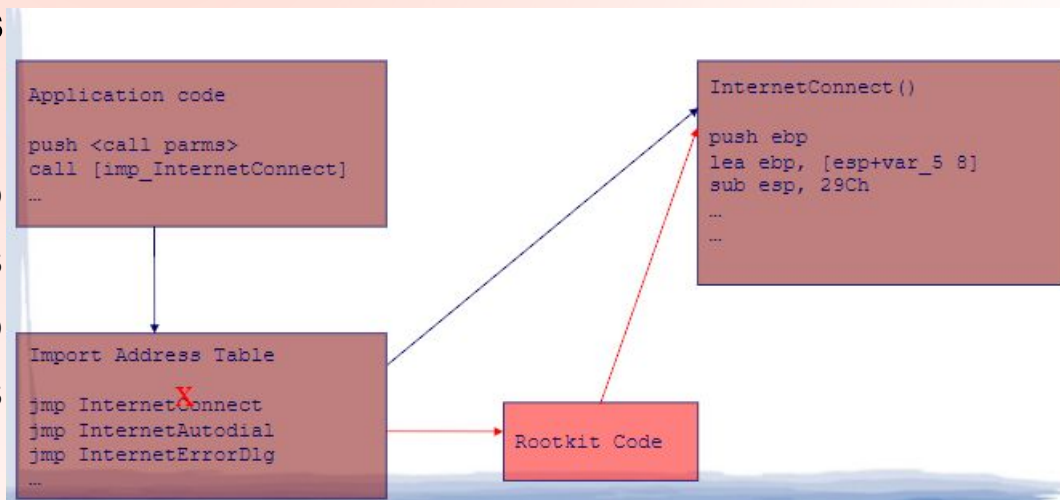 Application code
push <call parms>
call [imp_InternetConnect]
…
Import Address Table
X
jmp InternetConnect
jmp InternetAutodial
jmp InternetErrorDlg
…
Rootkit Code
InternetConnect()
push ebp
lea ebp, [esp+var_5 8]
sub esp, 29Ch
…
…